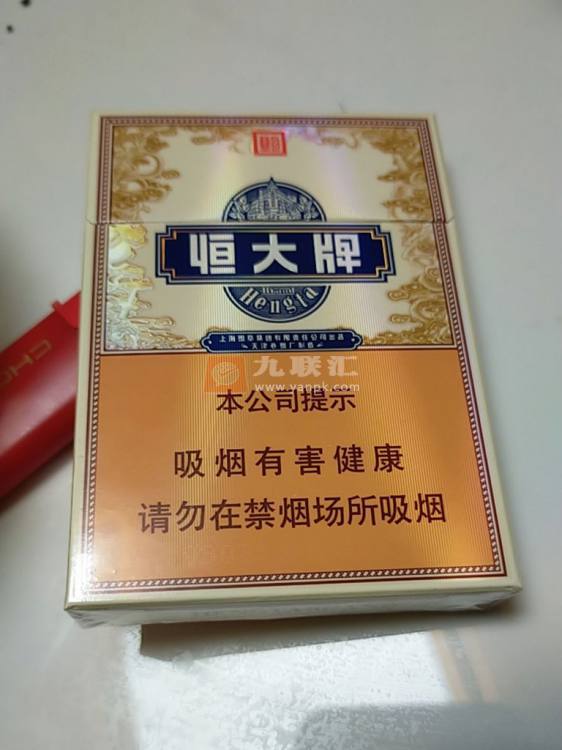 恒大牌
Hengta
上海烟草集团有限责任公司出品
天津卷烟厂制造
九联汇
www.yanpk.com
本公司提示
吸烟有害健康
请勿在禁烟场所吸烟